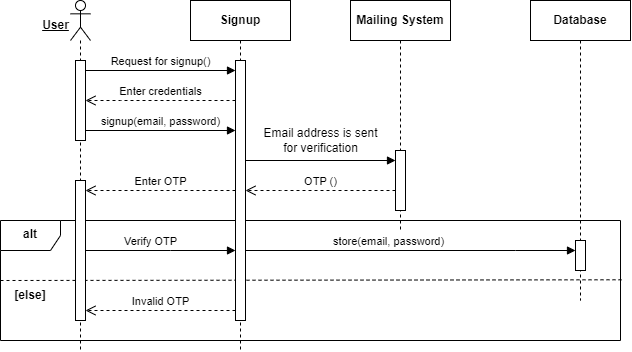 User
Signup
Mailing System
Database
Request for signup()
Enter credentials
signup(email, password)
Email address is sent
for verification
Enter OTP
OTP ()
alt
Verify OTP
store(email, password)
[else]
Invalid OTP